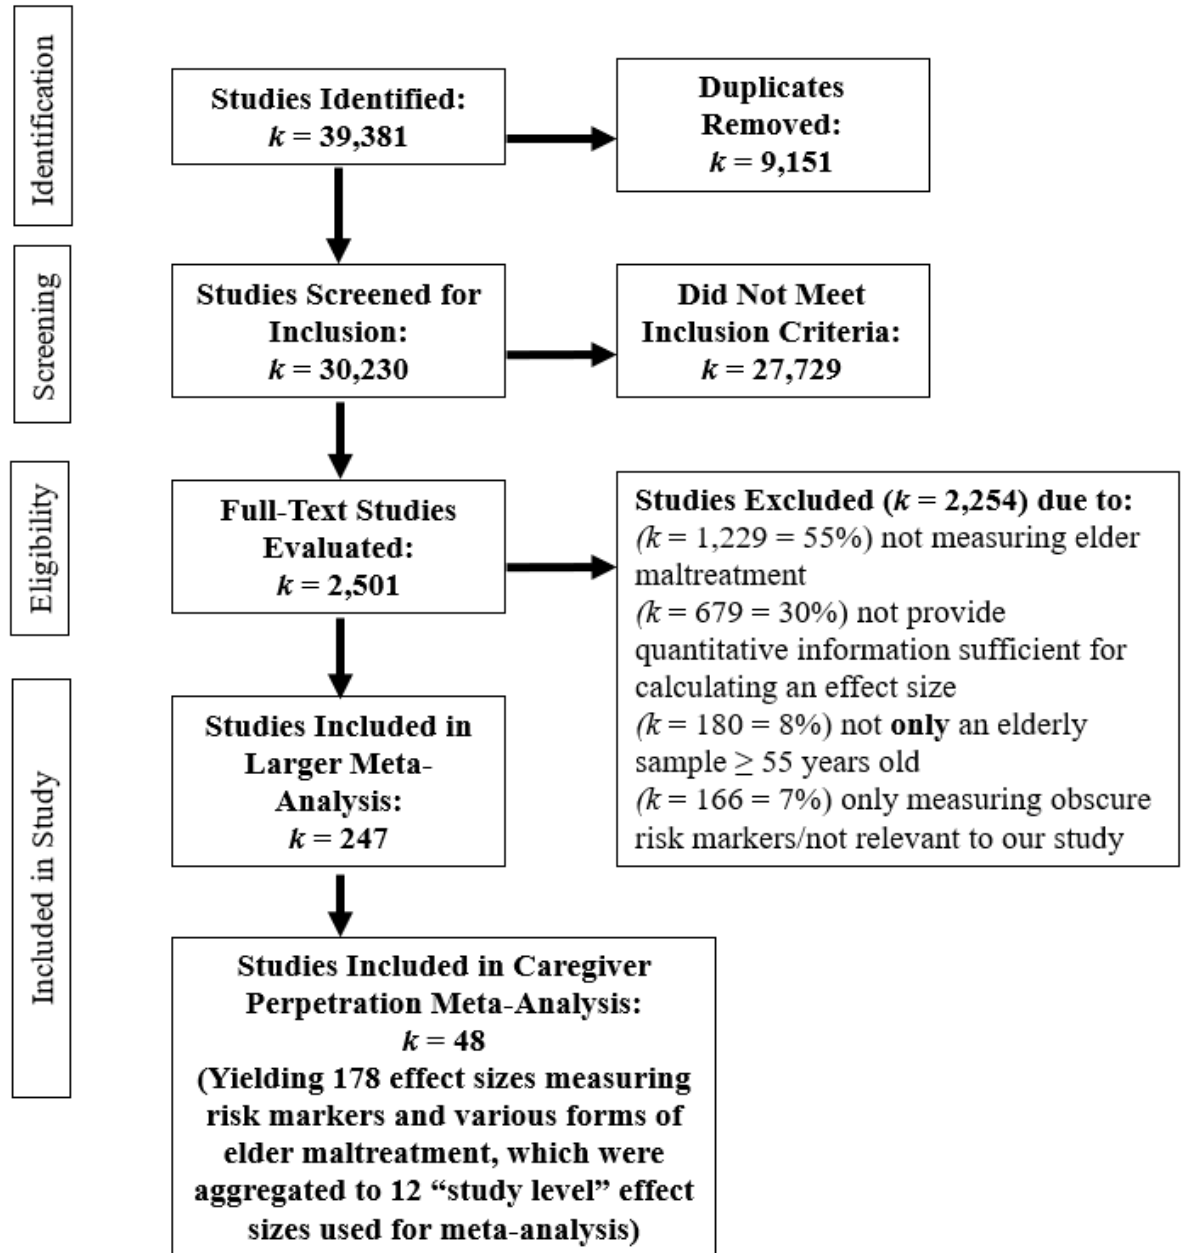 Identification
Studies Identified:
k = 39,381
Duplicates
Removed:
k = 9,151
Screening
Studies Screened for
Inclusion:
k = 30,230
Did Not Meet
Inclusion Criteria:
k = 27,729
Eligibility
Full-Text Studies
Evaluated:
k = 2,501
Studies Excluded (k = 2,254) due to:
(k = 1,229 = 55%) not measuring elder
maltreatment
(k = 679 = 30%) not provide
quantitative information sufficient for
calculating an effect size
(k = 180 = 8%) not only an elderly
sample ≥ 55 years old
(k = 166 = 7%) only measuring obscure
risk markers/not relevant to our study
Included in Study
Studies Included in
Larger Meta-
Analysis:
k = 247
Studies Included in Caregiver
Perpetration Meta-Analysis:
k = 48
(Yielding 178 effect sizes measuring
risk markers and various forms of
elder maltreatment, which were
aggregated to 12 “study level” effect
sizes used for meta-analysis)